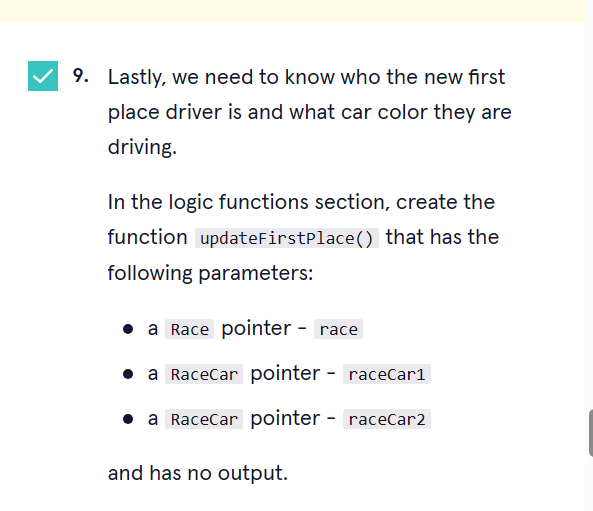 9. Lastly, we need to know who the new first
place driver is and what car color they are
driving.
In the logic functions section, create the
function updateFirstPlace() that has the
following parameters:
• a Race pointer - race
• a RaceCar pointer - raceCar1
• a RaceCar pointer - raceCar2
and has no output.